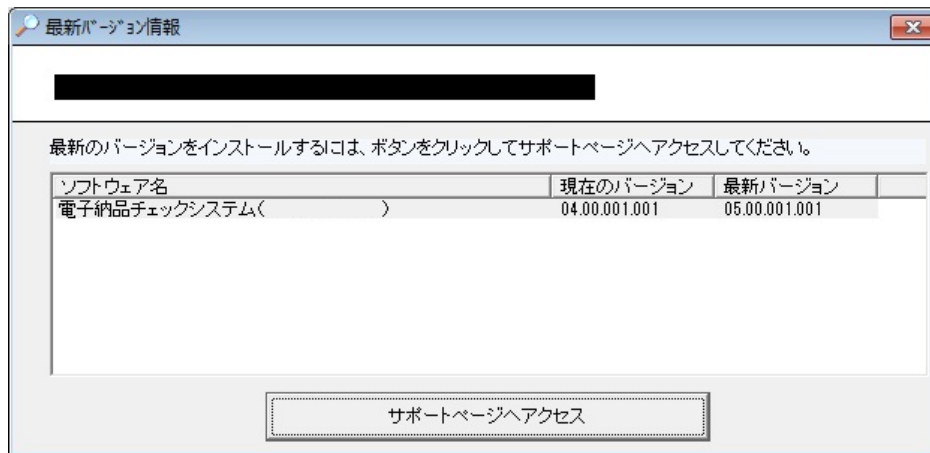 最新ﾊﾞｰｼﾞｮﾝ情報
最新のバージョンをインストールするには、ボタンをクリックしてサポートページへアクセスしてください。
ソフトウェア名 現在のバージョン 最新バージョン
電子納品チェックシステム( ) 04.00.001.001 05.00.001.001
サポートページへアクセス